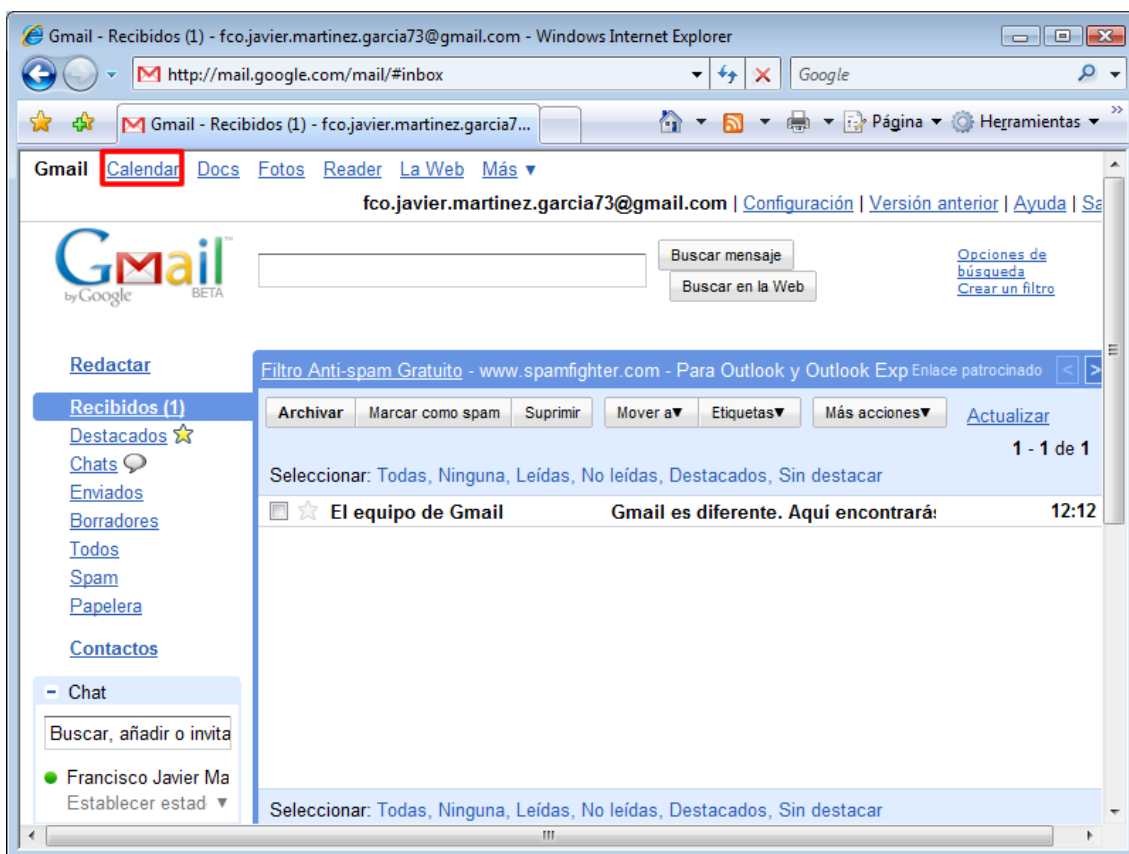 Gmail - Recibidos (1) - fco.javier.martinez.garcia73@gmail.com - Windows Internet Explorer
http://mail.google.com/mail/#inbox Google
Gmail - Recibidos (1) - fco.javier.martinez.garcia7... Página Herramientas
Gmail Calendar Docs Fotos Reader La Web Más
fco.javier.martinez.garcia73@gmail.com | Configuración | Versión anterior | Ayuda | Sa
Gmail™
by Google BETA
Buscar mensaje
Buscar en la Web
Opciones de
búsqueda
Crear un filtro
Redactar
Recibidos (1)
Destacados
Chats
Enviados
Borradores
Todos
Spam
Papelera
Contactos
Chat
Buscar, añadir o invita
Francisco Javier Ma
Establecer estad
Filtro Anti-spam Gratuito - www.spamfighter.com - Para Outlook y Outlook Exp Enlace patrocinado < >
Archivar Marcar como spam Suprimir Mover a Etiquetas Más acciones Actualizar
1 - 1 de 1
Seleccionar: Todas, Ninguna, Leídas, No leídas, Destacados, Sin destacar
El equipo de Gmail Gmail es diferente. Aquí encontrarás 12:12
Seleccionar: Todas, Ninguna, Leídas, No leídas, Destacados, Sin destacar